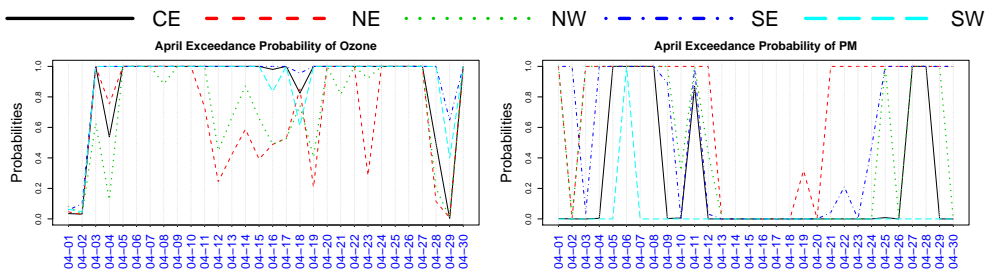 CE NE NW SE SW
April Exceedance Probability of Ozone
Probabilities
1.0
0.8
0.6
0.4
0.2
0.0
04−01 04−02 04−03 04−04 04−05 04−06 04−07 04−08 04−09 04−10 04−11 04−12 04−13 04−14 04−15 04−16 04−17 04−18 04−19 04−20 04−21 04−22 04−23 04−24 04−25 04−26 04−27 04−28 04−29 04−30
April Exceedance Probability of PM
Probabilities
1.0
0.8
0.6
0.4
0.2
0.0
04−01 04−02 04−03 04−04 04−05 04−06 04−07 04−08 04−09 04−10 04−11 04−12 04−13 04−14 04−15 04−16 04−17 04−18 04−19 04−20 04−21 04−22 04−23 04−24 04−25 04−26 04−27 04−28 04−29 04−30